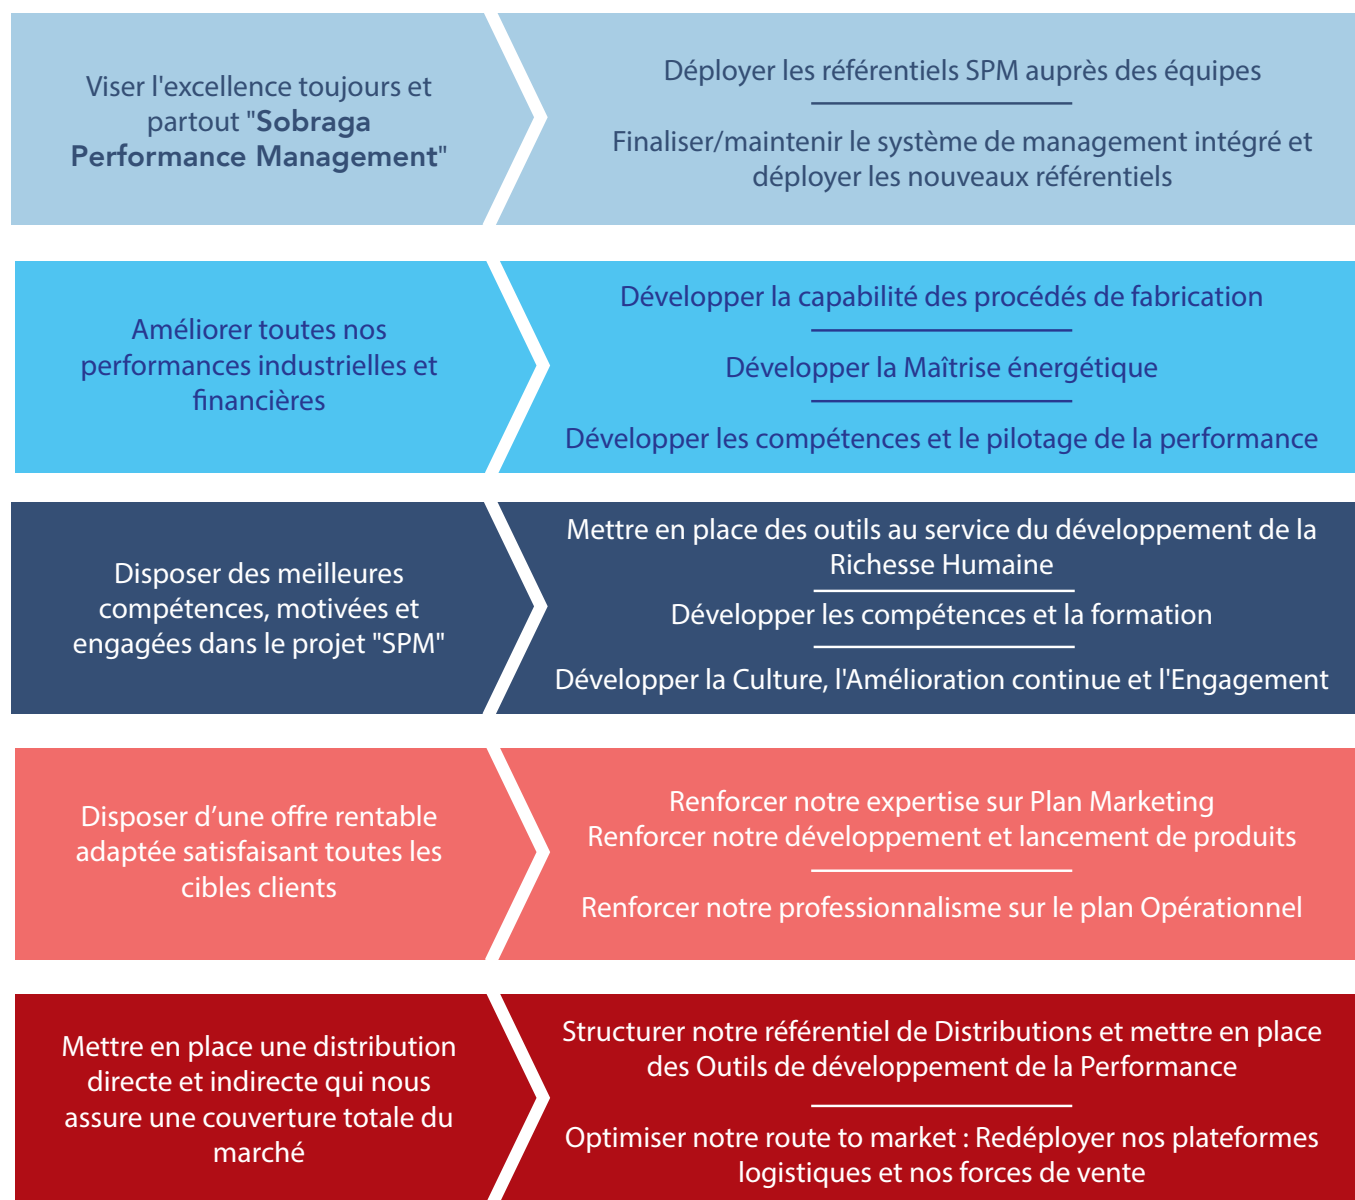 Viser l'excellence toujours et
partout "Sobraga
Performance Management"
Déployer les référentiels SPM auprès des équipes
Finaliser/maintenir le système de management intégré et
déployer les nouveaux référentiels
Améliorer toutes nos
performances industrielles et
financières
Développer la capabilité des procédés de fabrication
Développer la Maîtrise énergétique
Développer les compétences et le pilotage de la performance
Disposer des meilleures
compétences, motivées et
engagées dans le projet "SPM"
Mettre en place des outils au service du développement de la
Richesse Humaine
Développer les compétences et la formation
Développer la Culture, l'Amélioration continue et l'Engagement
Disposer d’une offre rentable
adaptée satisfaisant toutes les
cibles clients
Renforcer notre expertise sur Plan Marketing
Renforcer notre développement et lancement de produits
Renforcer notre professionnalisme sur le plan Opérationnel
Mettre en place une distribution
directe et indirecte qui nous
assure une couverture totale du
marché
Structurer notre référentiel de Distributions et mettre en place
des Outils de développement de la Performance
Optimiser notre route to market : Redéployer nos plateformes
logistiques et nos forces de vente